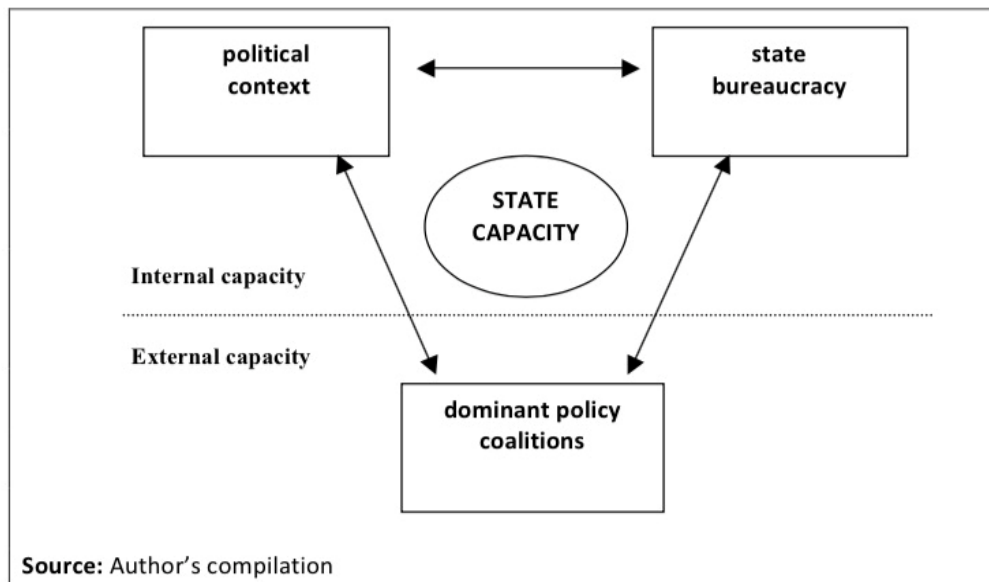 political
context
state
bureaucracy
STATE
CAPACITY
Internal capacity
External capacity
dominant policy
coalitions
Source: Author’s compilation